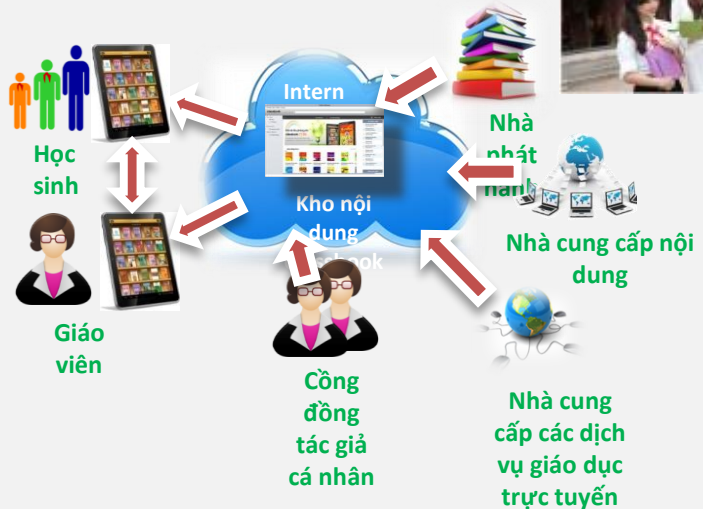 Intern
Nhà
phát
hành
Học
sinh
Kho nội
dung
Nhà cung cấp nội
dung
Giáo
viên
Cồng
đồng
tác giả
cá nhân
Nhà cung
cấp các dịch
vụ giáo dục
trực tuyến